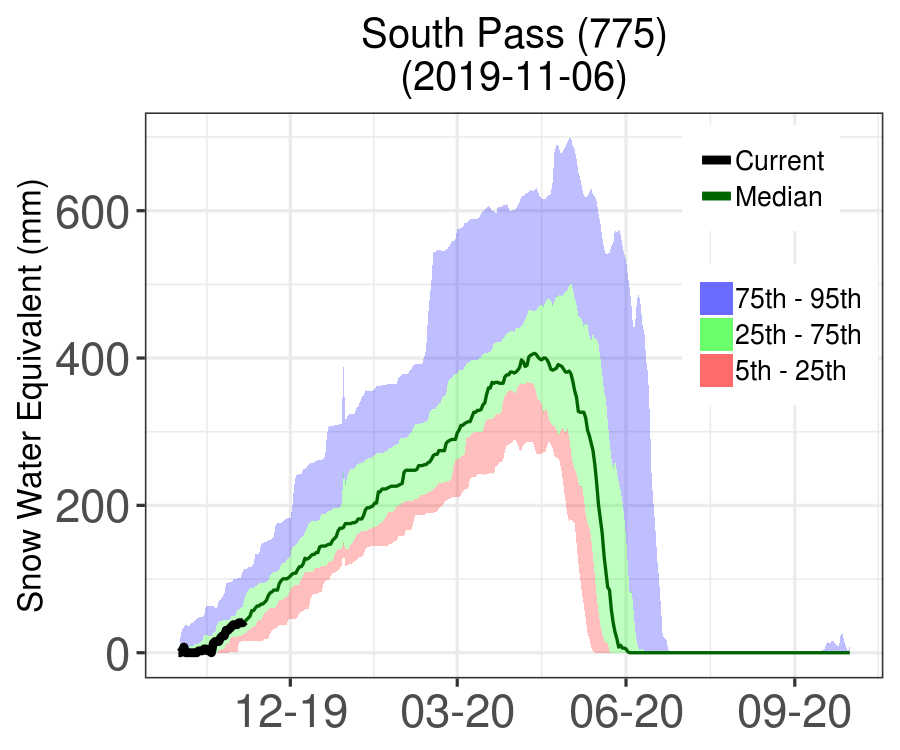 South Pass (775)
(2019-11-06)
Snow Water Equivalent (mm)
600
400
200
0
12-19
03-20
06-20
09-20
Current
Median
75th - 95th
25th - 75th
5th - 25th